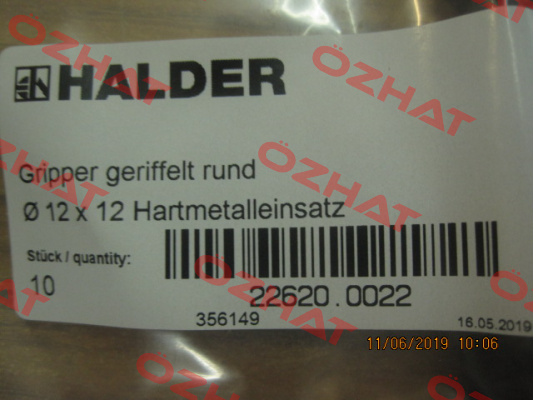 HALDER
Gripper geriffelt rund
Ø 12 x 12 Hartmetalleinsatz
Stück / quantity:
10
22620.0022
356149
16.05.2019
11/06/2019 10:06
ÖZHAT
ÖZHAT
ÖZHAT
ÖZHAT
ÖZHAT
ÖZHAT
ÖZHAT